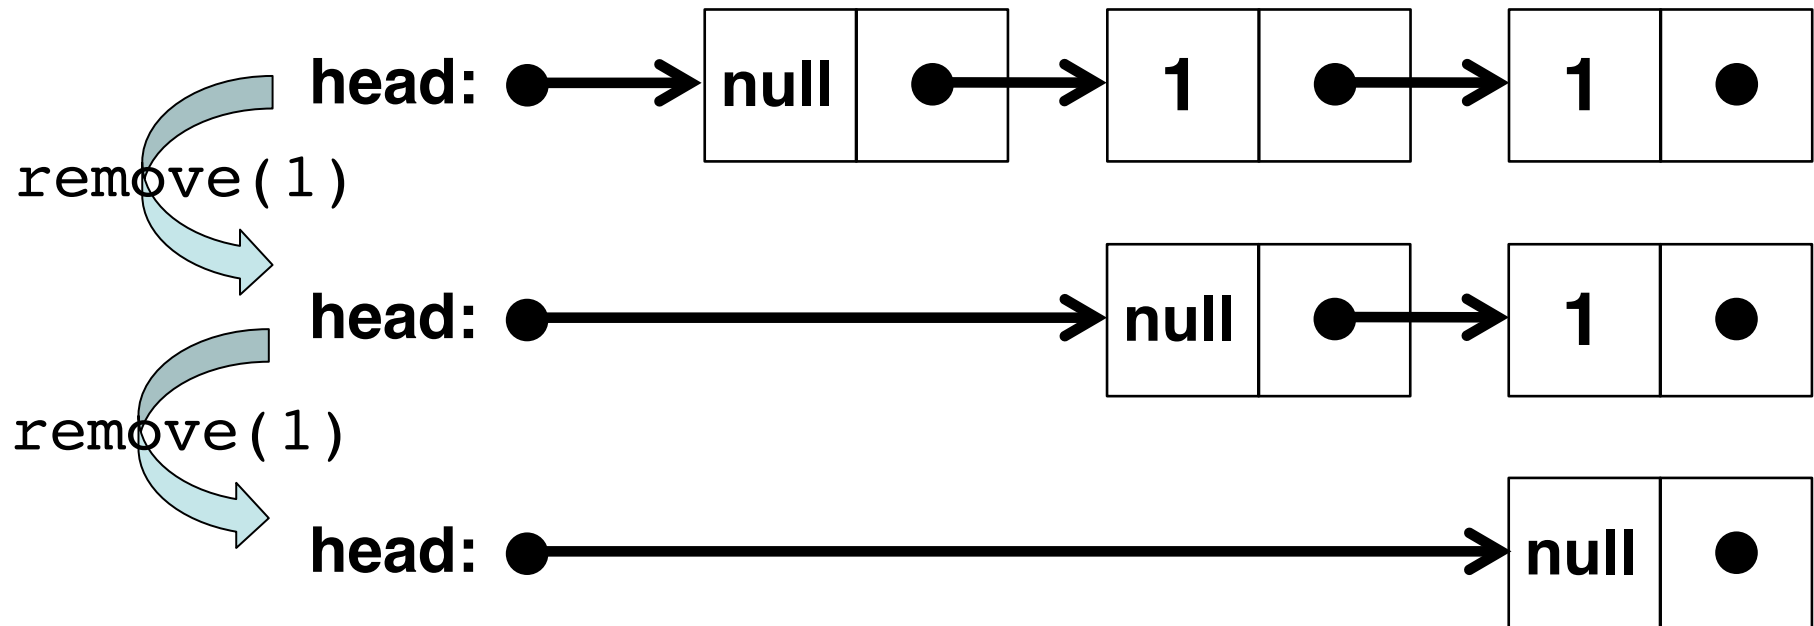 head: null 1 1
remove(1)
head: null 1
remove(1)
head: null